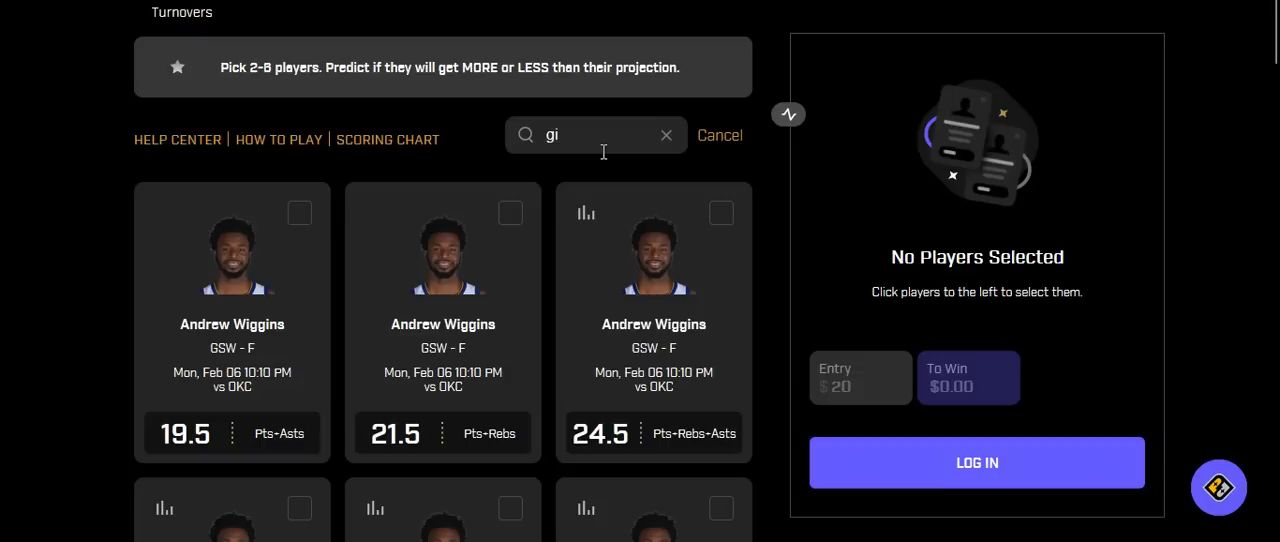 Turnovers
Pick 2-6 players. Predict if they will get MORE or LESS than their projection.
HELP CENTER | HOW TO PLAY | SCORING CHART
gi
Cancel
Andrew Wiggins
GSW - F
Mon, Feb 06 10:10 PM
vs OKC
19.5 Pts+Asts
Andrew Wiggins
GSW - F
Mon, Feb 06 10:10 PM
vs OKC
21.5 Pts+Rebs
Andrew Wiggins
GSW - F
Mon, Feb 06 10:10 PM
vs OKC
24.5 Pts+Rebs+Asts
No Players Selected
Click players to the left to select them.
Entry
$ 20
To Win
$0.00
LOG IN